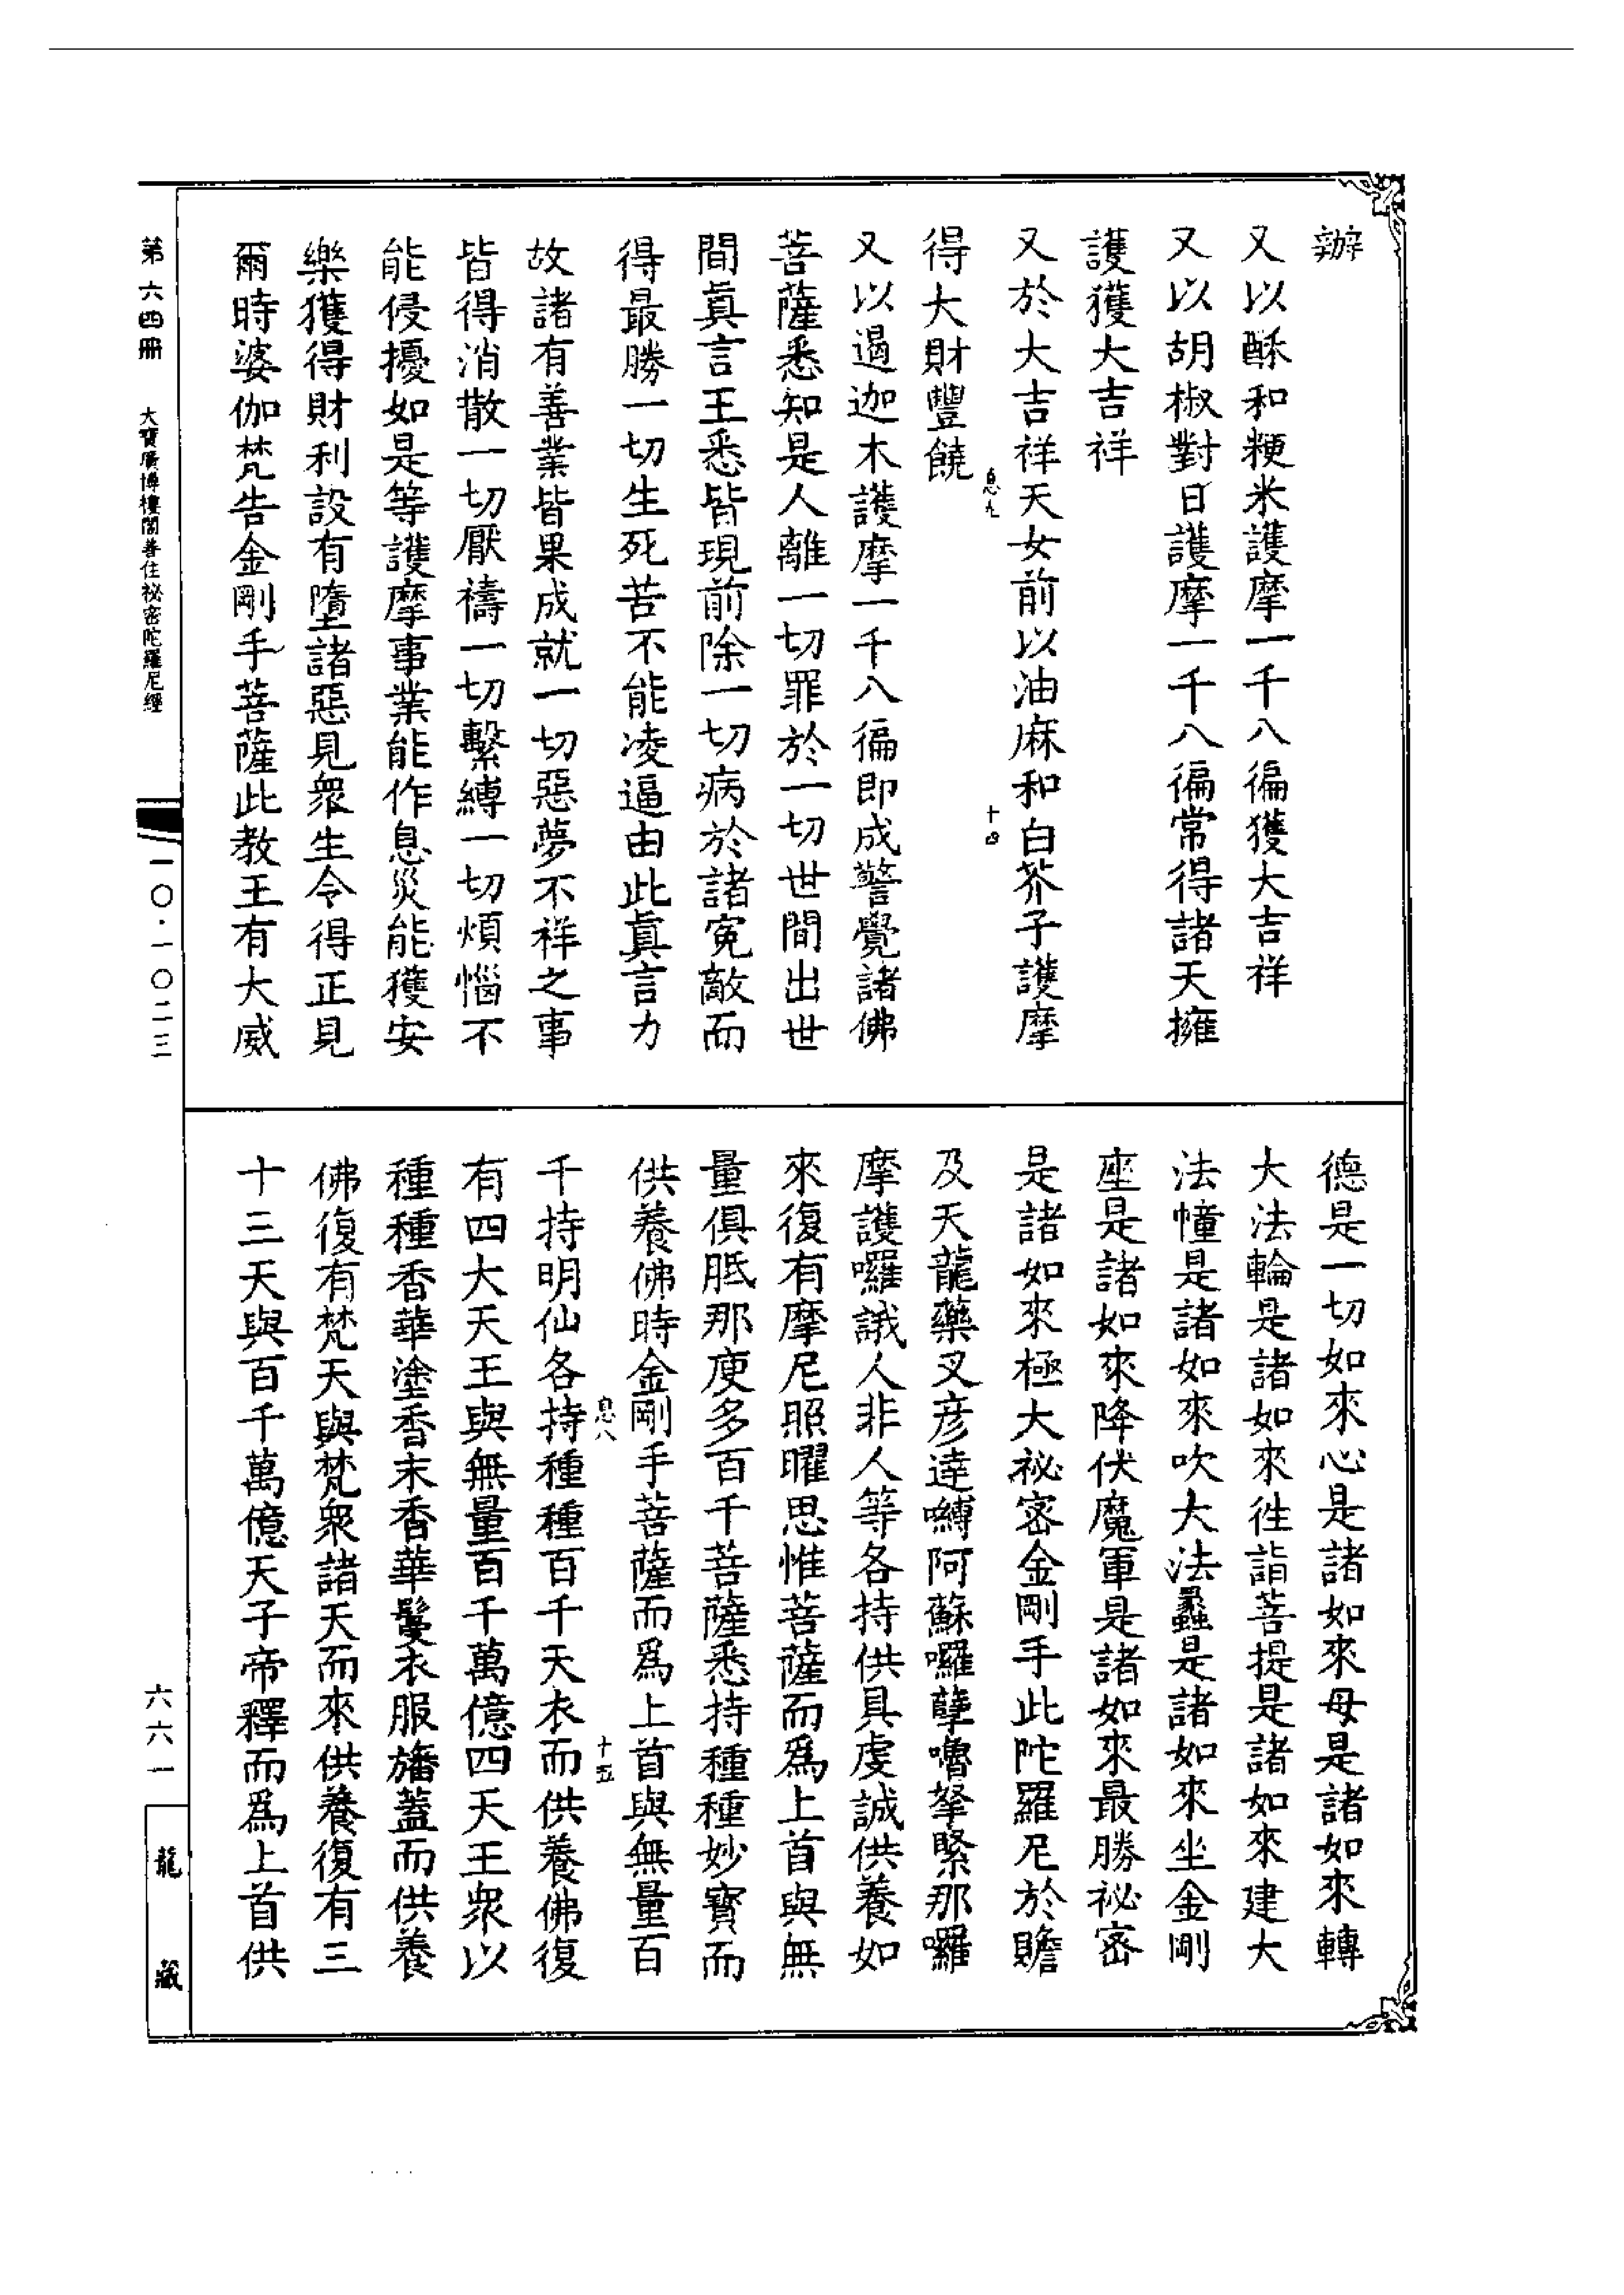 辦
又以酥和粳米護摩一千八徧獲大吉祥
又以胡椒對日護摩一千八徧常得諸天擁
護獲大吉祥
又於大吉祥天女前以油麻和白芥子護摩
息九
十四
得大財豐饒
又以遏迦木護摩一千八徧即成警覺諸佛
菩薩悉知是人離一切罪於一切世間出世
間眞言王悉皆現前除一切病於諸寃敵而
得最勝一切生死苦不能凌逼由此眞言力
故諸有善業皆果成就一切惡夢不祥之事
皆得消散一切厭禱一切繫縛一切煩惱不
能侵擾如是等護摩事業能作息災能獲安
樂獲得財利設有墮諸惡見衆生令得正見
爾時婆伽梵告金剛手菩薩此教王有大威
德是一切如來心是諸如來母是諸如來轉
大法輪是諸如來往詣菩提是諸如來建大
法幢是諸如來吹大法蠡是諸如來坐金剛
座是諸如來降伏魔軍是諸如來最勝祕密
是諸如來極大祕密金剛手此陀羅尼於贍
及天龍藥叉彦達嚩阿蘇囉孽嚕拏緊那囉
摩護囉誐人非人等各持供具虔誠供養如
來復有摩尼照曜思惟菩薩而爲上首與無
量俱胝那庾多百千菩薩悉持種種妙寶而
供養佛時金剛手菩薩而爲上首與無量百
息八
十五
千持明仙各持種種百千天衣而供養佛復
有四大天王與無量百千萬億四天王衆以
種種香華塗香末香華鬘衣服旛蓋而供養
佛復有梵天與梵衆諸天而來供養復有三
十三天與百千萬億天子帝釋而爲上首供
第六四冊 大寶廣博樓閣善住祕密陀羅尼經
一〇·一〇二三
六六一
龍藏